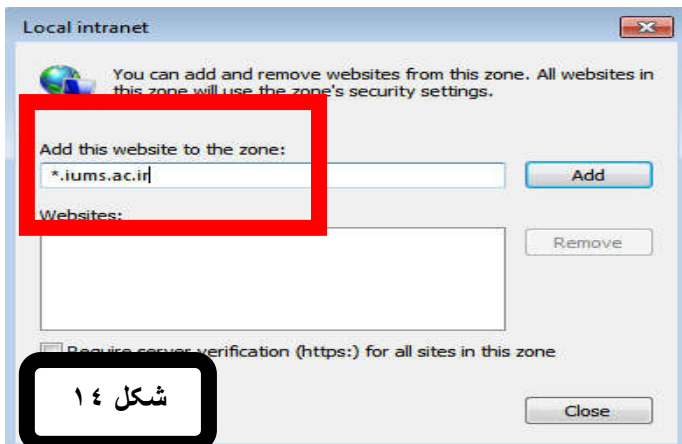 Local intranet
You can add and remove websites from this zone. All websites in
this zone will use the zone's security settings.
Add this website to the zone:
*.iums.ac.ir
Add
Websites:
Remove
Require server verification (https:) for all sites in this zone
شکل ١٤
Close